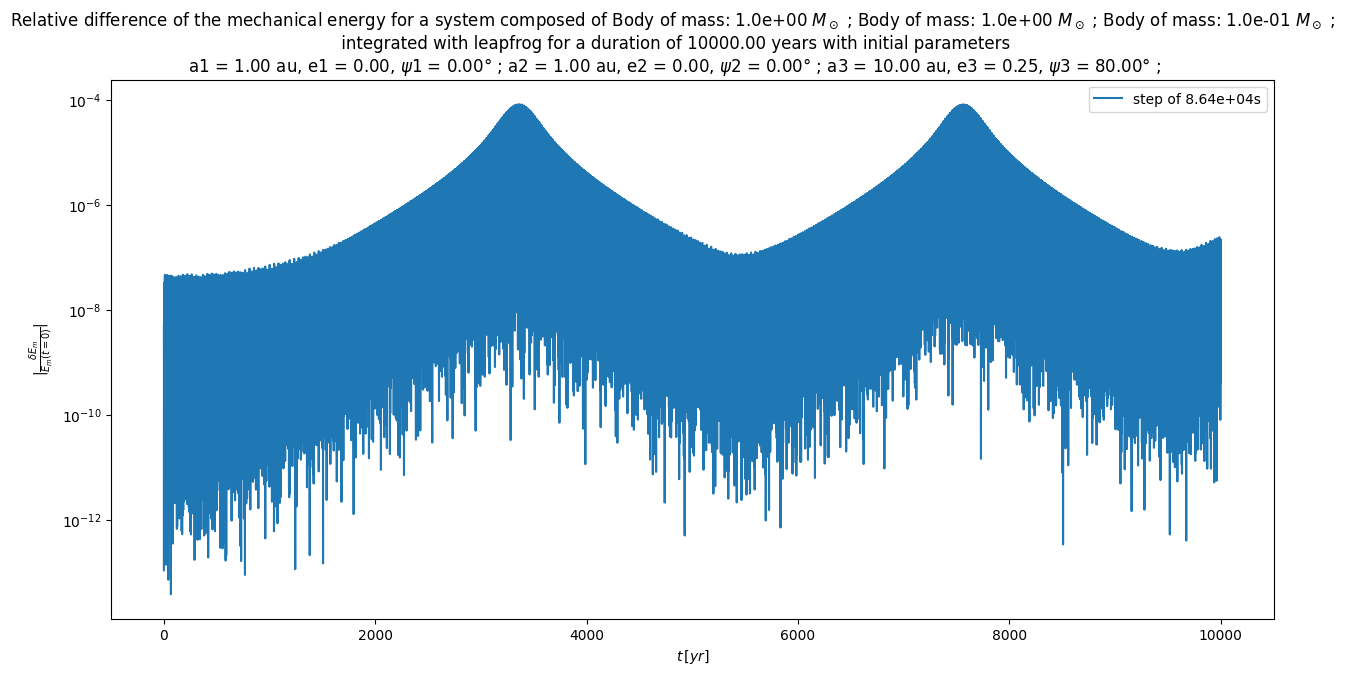 Relative difference of the mechanical energy for a system composed of Body of mass: 1.0e+00 $M_\odot$ ; Body of mass: 1.0e+00 $M_\odot$ ; Body of mass: 1.0e-01 $M_\odot$ ;
integrated with leapfrog for a duration of 10000.00 years with initial parameters
a1 = 1.00 au, e1 = 0.00, ψ1 = 0.00° ; a2 = 1.00 au, e2 = 0.00, ψ2 = 0.00° ; a3 = 10.00 au, e3 = 0.25, ψ3 = 80.00° ;
step of 8.64e+04s
$10^{-4}$
$10^{-6}$
$10^{-8}$
$10^{-10}$
$10^{-12}$
$|\frac{\delta E_m}{E_m(t=0)}|$
0 2000 4000 6000 8000 10000
t [yr]